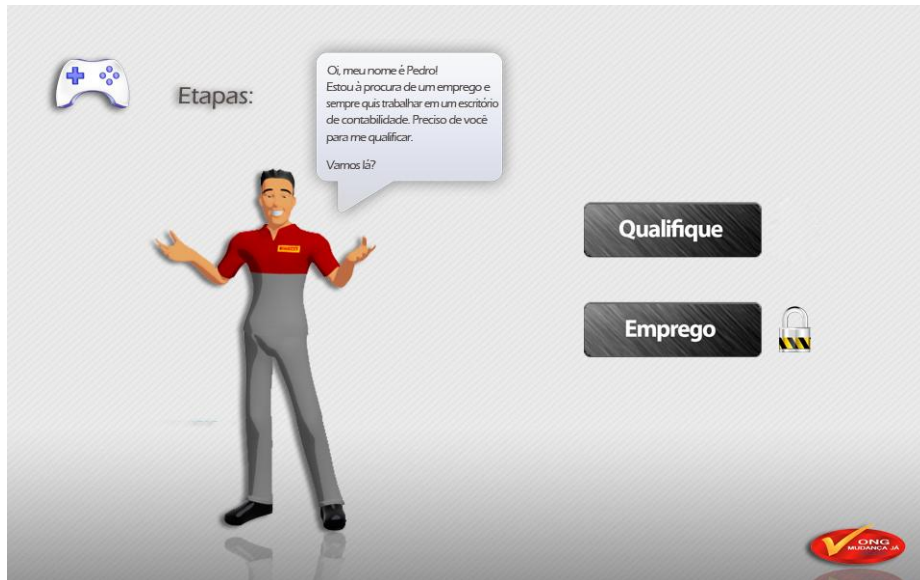 Etapas:
Oi, meu nome é Pedro!
Estou à procura de um emprego e
sempre quis trabalhar em um escritório
de contabilidade. Preciso de você
para me qualificar.
Vamos lá?
Qualifique
Emprego
ONG
MUDANÇA JÁ